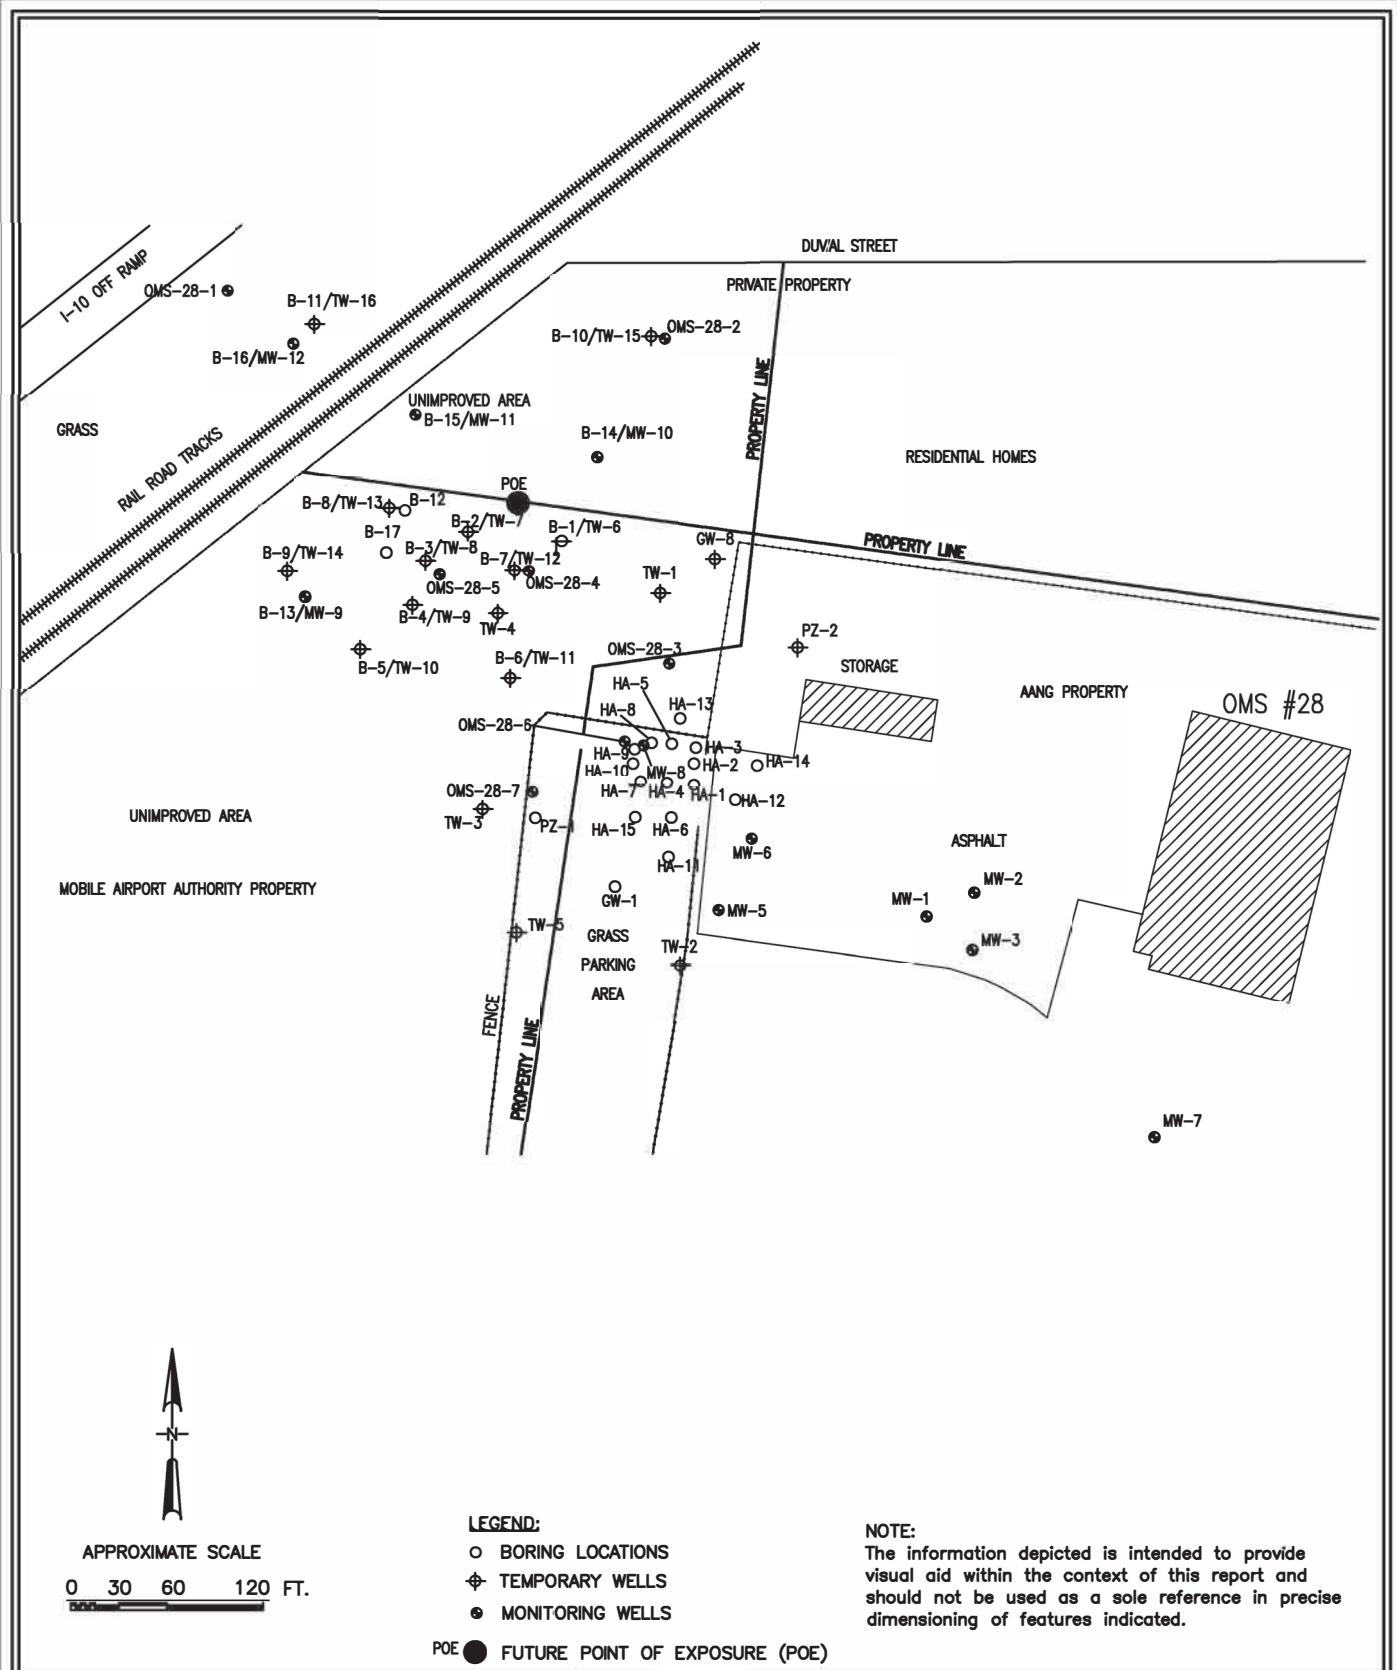 DUVAL STREET
PRIVATE PROPERTY
I-10 OFF RAMP
OMS-28-1
B-11/TW-16
B-16/MW-12
B-10/TW-15
OMS-28-2
PROPERTY LINE
UNIMPROVED AREA
B-15/MW-11
GRASS
B-14/MW-10
RAIL ROAD TRACKS
RESIDENTIAL HOMES
POE
B-8/TW-13
B-12
B-2/TW-7
B-1/TW-6
B-17
GW-8
PROPERTY LINE
B-9/TW-14
B-3/TW-8
B-7/TW-12
OMS-28-4
TW-1
OMS-28-5
B-13/MW-9
B-4/TW-9
TW-4
PZ-2
OMS-28-3
B-5/TW-10
B-6/TW-11
STORAGE
HA-5
AANG PROPERTY
OMS #28
HA-13
HA-8
OMS-28-6
HA-9
HA-3
HA-10
MW-8
HA-2
HA-14
OMS-28-7
HA-7
HA-4
HA-1
HA-12
UNIMPROVED AREA
TW-3
PZ-1
HA-15
HA-6
ASPHALT
MW-6
HA-11
MOBILE AIRPORT AUTHORITY PROPERTY
MW-2
GW-1
MW-1
MW-5
TW-5
GRASS
PARKING
AREA
TW-2
MW-3
FENCE
PROPERTY LINE
MW-7
N
APPROXIMATE SCALE
0 30 60 120 FT.
LEGEND:
BORING LOCATIONS
TEMPORARY WELLS
MONITORING WELLS
POE FUTURE POINT OF EXPOSURE (POE)
NOTE:
The information depicted is intended to provide
visual aid within the context of this report and
should not be used as a sole reference in precise
dimensioning of features indicated.